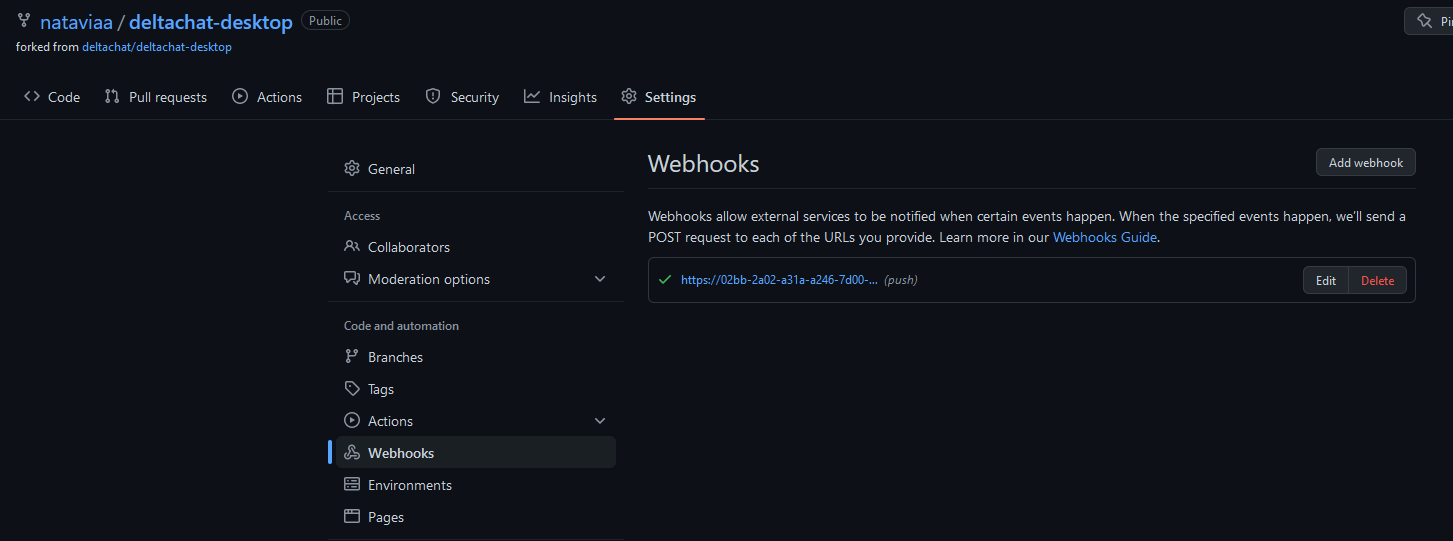 nataviaa / deltachat-desktop Public
Pi
forked from deltachat/deltachat-desktop
Code Pull requests Actions Projects Security Insights Settings
General
Access
Collaborators
Moderation options
Code and automation
Branches
Tags
Actions
Webhooks
Environments
Pages
Webhooks
Add webhook
Webhooks allow external services to be notified when certain events happen. When the specified events happen, we'll send a
POST request to each of the URLs you provide. Learn more in our Webhooks Guide.
https://02bb-2a02-a31a-a246-7d00-... (push) Edit Delete